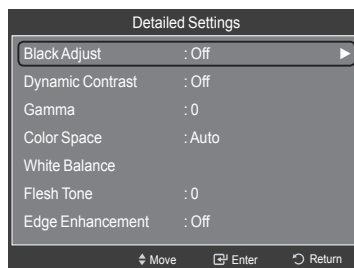 Detailed Settings
Black Adjust : Off
Dynamic Contrast : Off
Gamma : 0
Color Space : Auto
White Balance
Flesh Tone : 0
Edge Enhancement : Off
Move Enter Return